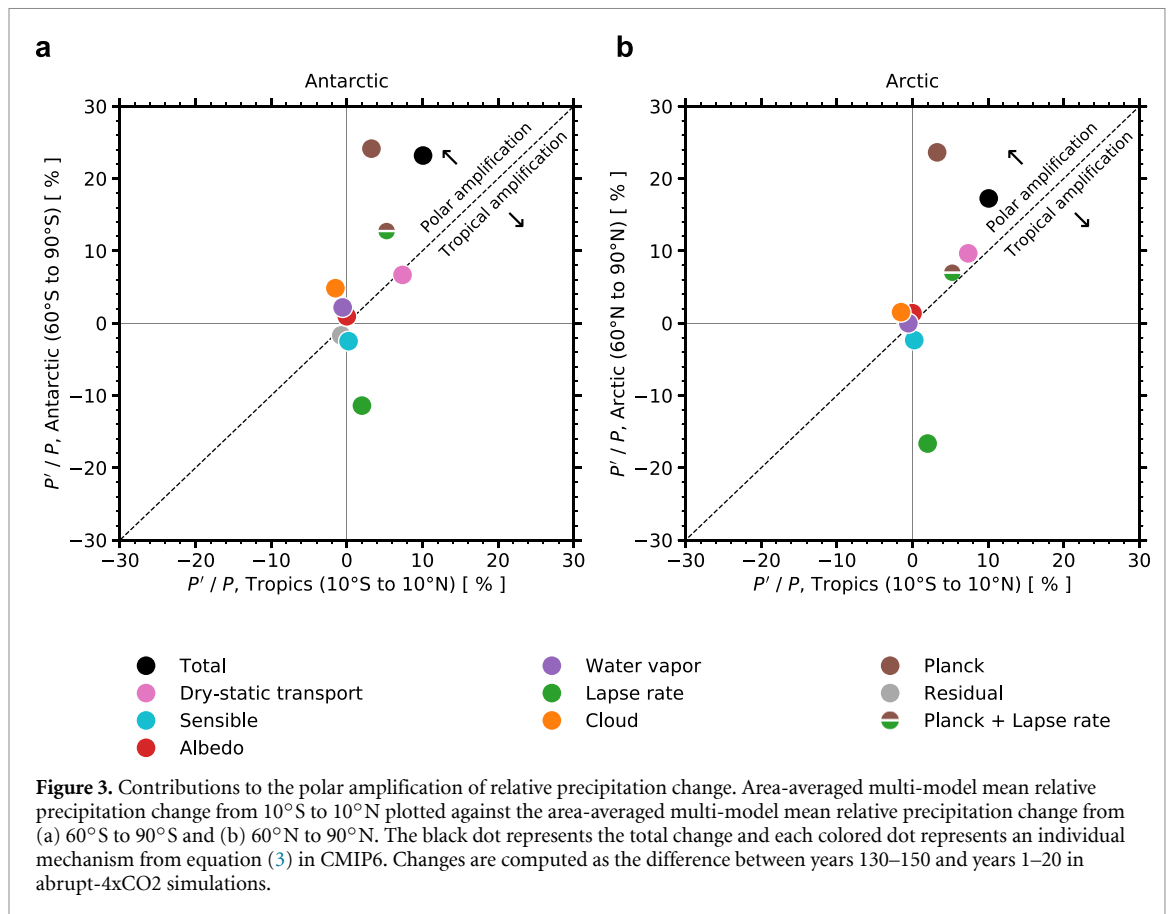 a
b
Antarctic
Arctic
P′ / P, Antarctic (60°S to 90°S) [ % ]
30
20
10
0
−10
−20
−30
Polar amplification
Tropical amplification
↖
↘
−30 −20 −10 0 10 20 30
P′ / P, Tropics (10°S to 10°N) [ % ]
P′ / P, Arctic (60°N to 90°N) [ % ]
30
20
10
0
−10
−20
−30
Polar amplification
Tropical amplification
↖
↘
−30 −20 −10 0 10 20 30
P′ / P, Tropics (10°S to 10°N) [ % ]
Total
Dry-static transport
Sensible
Albedo
Water vapor
Lapse rate
Cloud
Planck
Residual
Planck + Lapse rate
Figure 3. Contributions to the polar amplification of relative precipitation change. Area-averaged multi-model mean relative
precipitation change from 10°S to 10°N plotted against the area-averaged multi-model mean relative precipitation change from
(a) 60°S to 90°S and (b) 60°N to 90°N. The black dot represents the total change and each colored dot represents an individual
mechanism from equation (3) in CMIP6. Changes are computed as the difference between years 130–150 and years 1–20 in
abrupt-4xCO2 simulations.